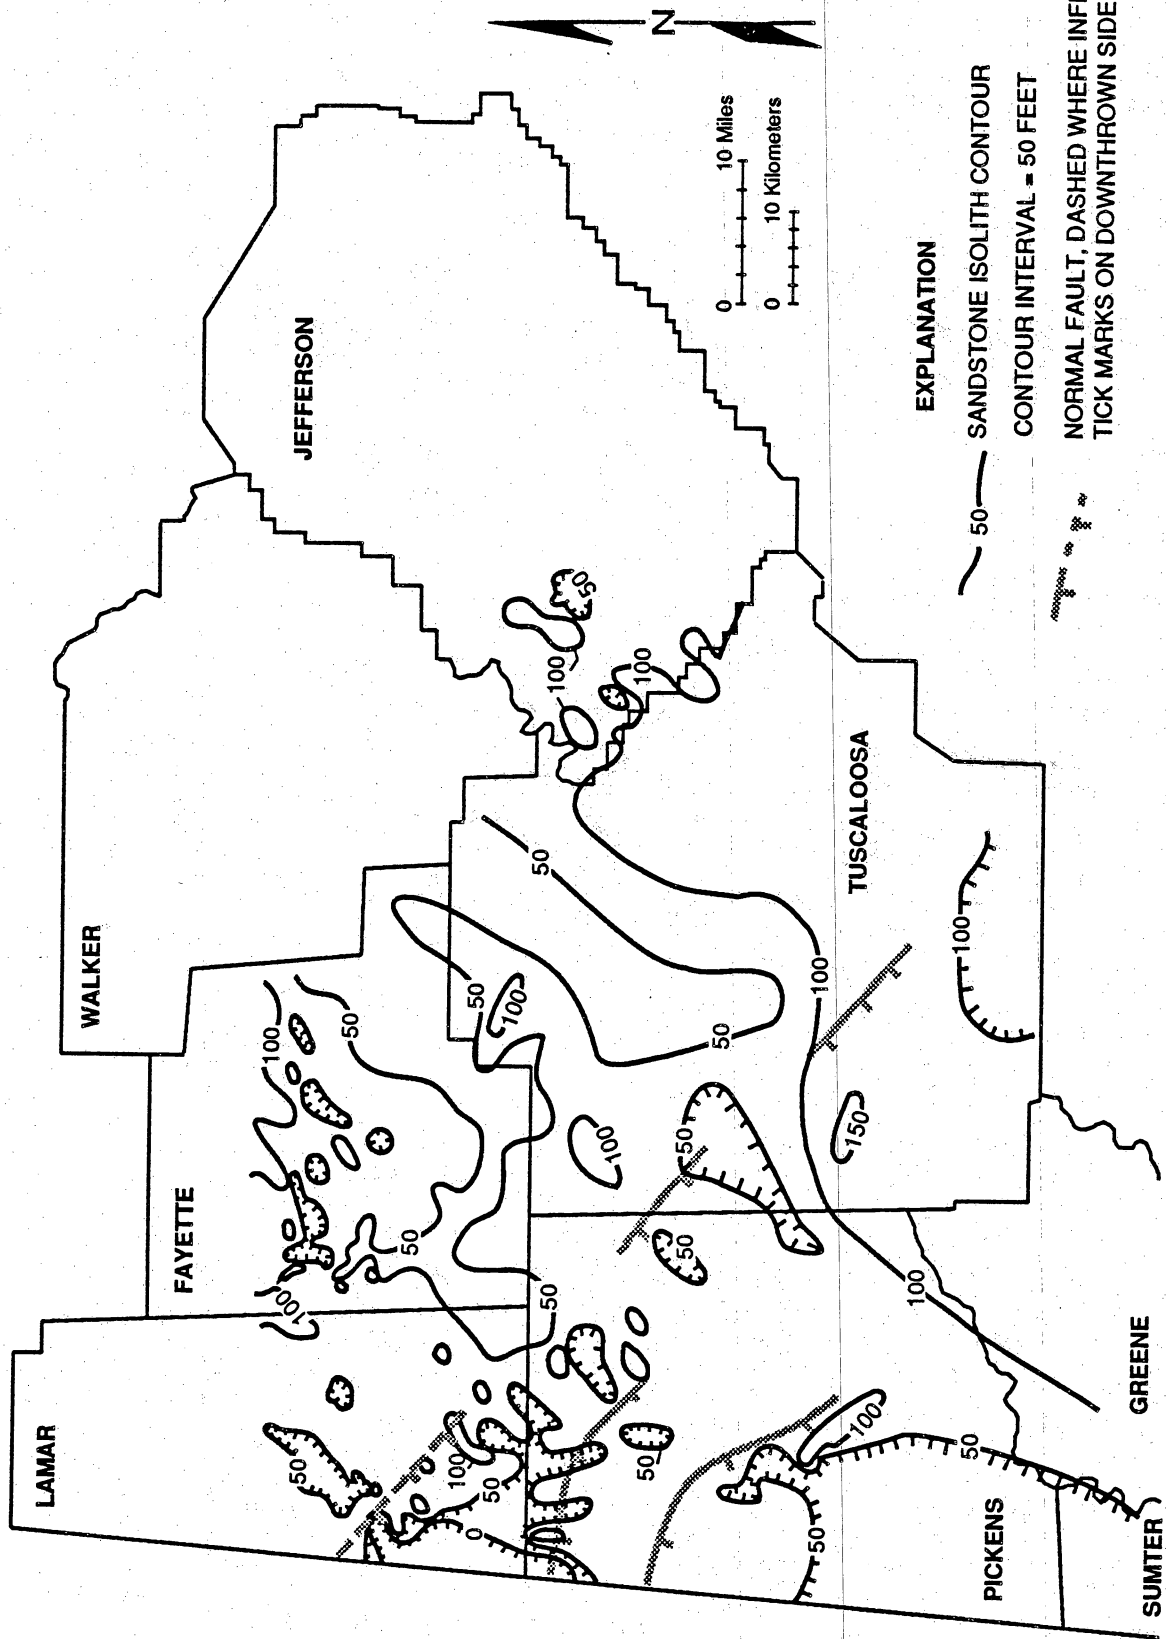 LAMAR
FAYETTE
WALKER
JEFFERSON
TUSCALOOSA
PICKENS
GREENE
SUMTER
50
100
50
0
100
100
50
50
50
100
50
100
50
50
50
100
50
50
100
100
50
100
150
100
100
50
50
100
N
0 10 Miles
0 10 Kilometers
EXPLANATION
50 SANDSTONE ISOLITH CONTOUR
CONTOUR INTERVAL = 50 FEET
NORMAL FAULT, DASHED WHERE
TICK MARKS ON DOWNTHROWN SIDE